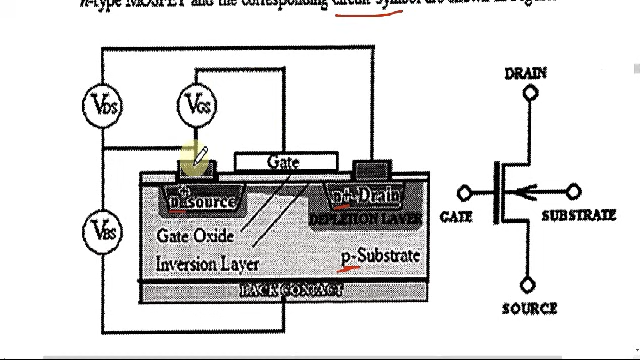 n-type MOSFET and the corresponding circuit symbol are shown in
DRAIN
VDS
VGS
Gate
n+ Source
n+ Drain
DEPLETION LAYER
GATE
SUBSTRATE
Gate Oxide
VBS
Inversion Layer
p-Substrate
BACK CONTACT
SOURCE